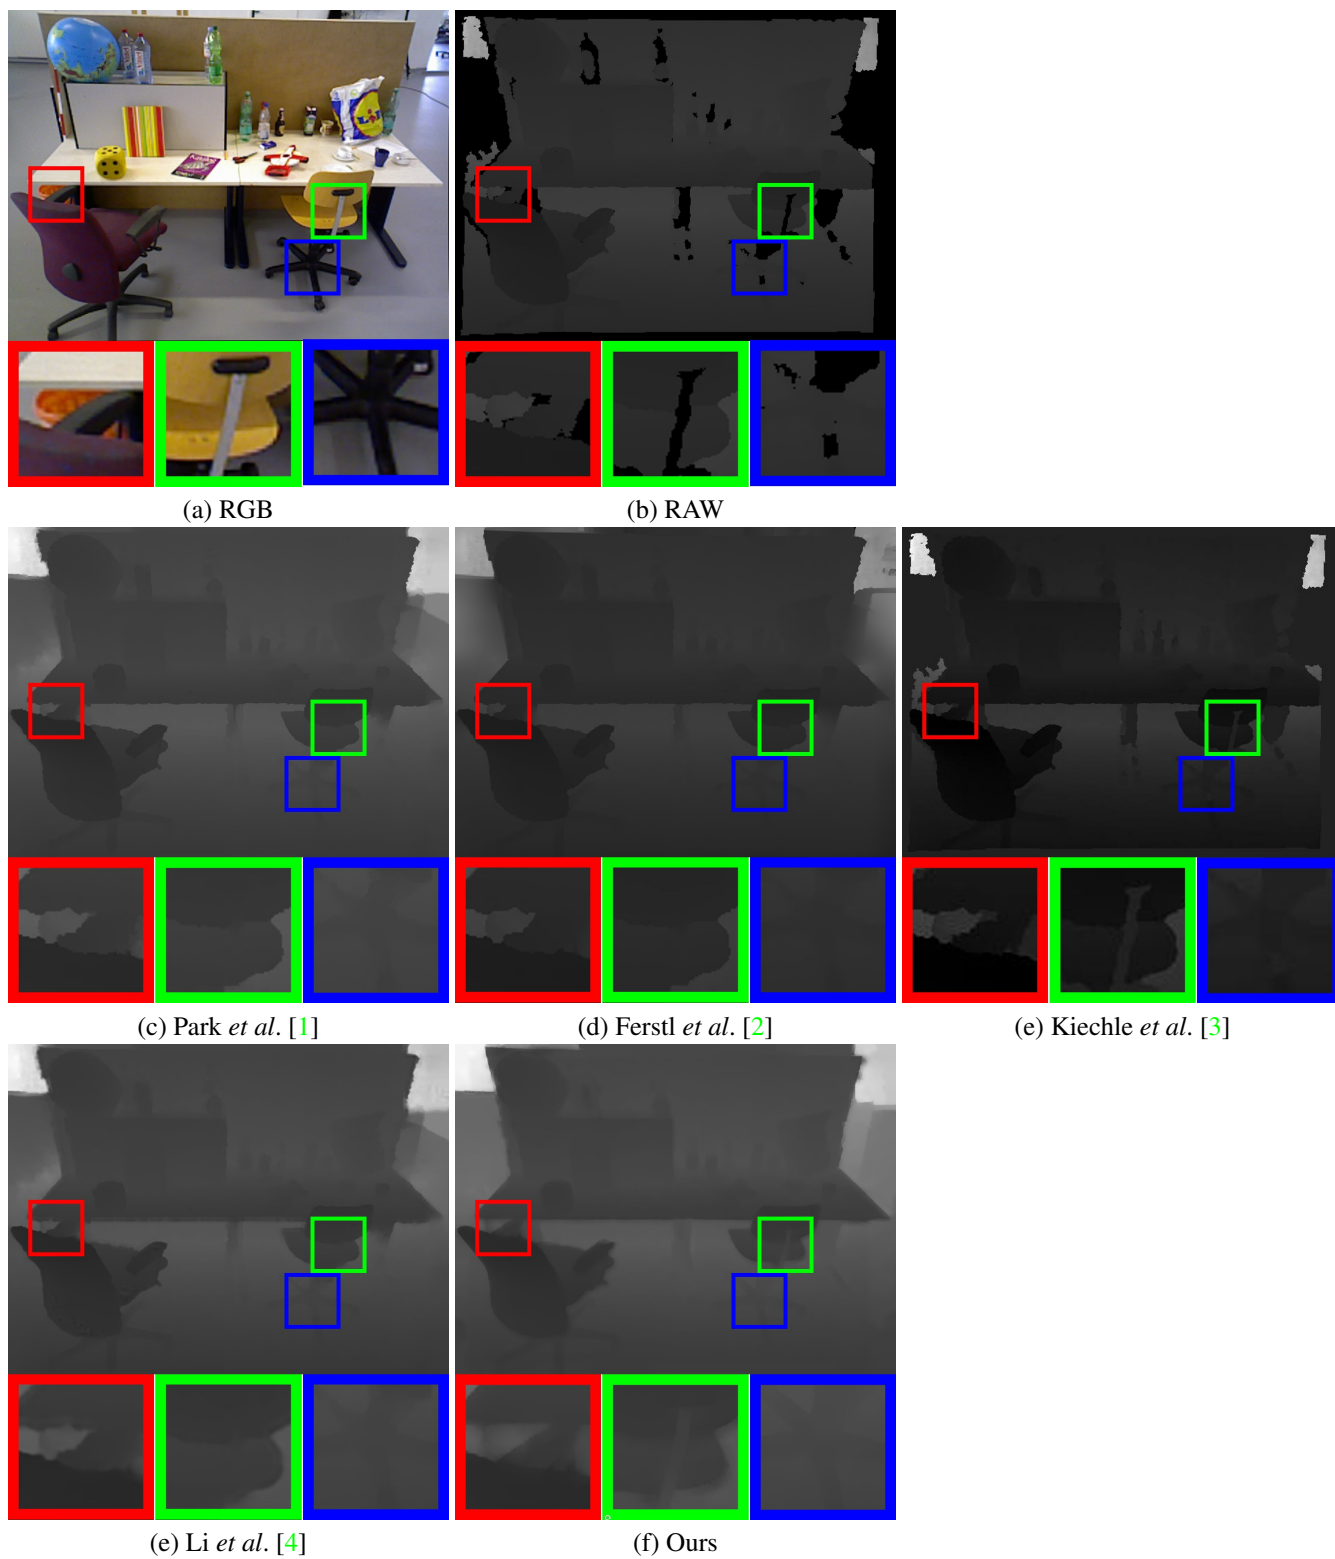 (a) RGB
(b) RAW
(c) Park et al. [1]
(d) Ferstl et al. [2]
(e) Kiechle et al. [3]
(e) Li et al. [4]
(f) Ours